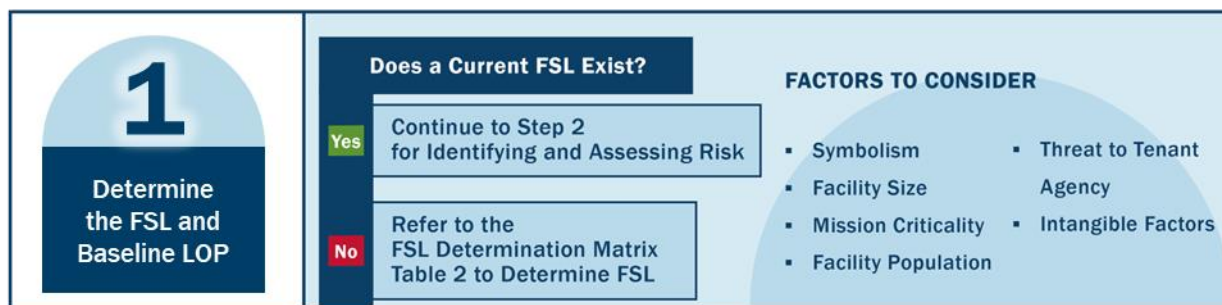 1
Determine
the FSL and
Baseline LOP
Does a Current FSL Exist?
Yes
Continue to Step 2
for Identifying and Assessing Risk
No
Refer to the
FSL Determination Matrix
Table 2 to Determine FSL
FACTORS TO CONSIDER
▪ Symbolism
▪ Facility Size
▪ Mission Criticality
▪ Facility Population
▪ Threat to Tenant
Agency
▪ Intangible Factors